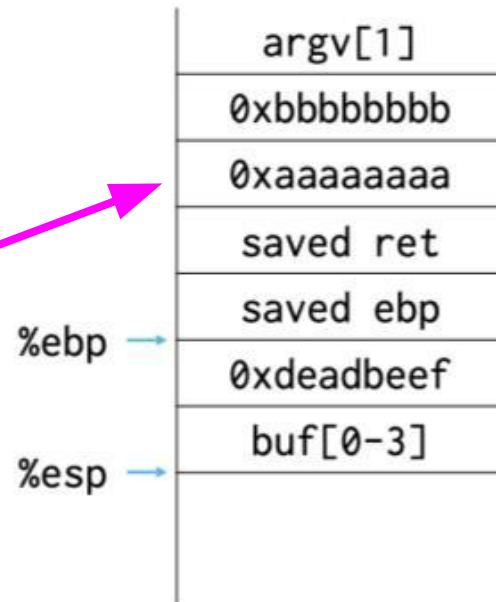 argv[1]
0xbbbbbbbb
0xaaaaaaaa
saved ret
saved ebp
%ebp
0xdeadbeef
buf[0-3]
%esp